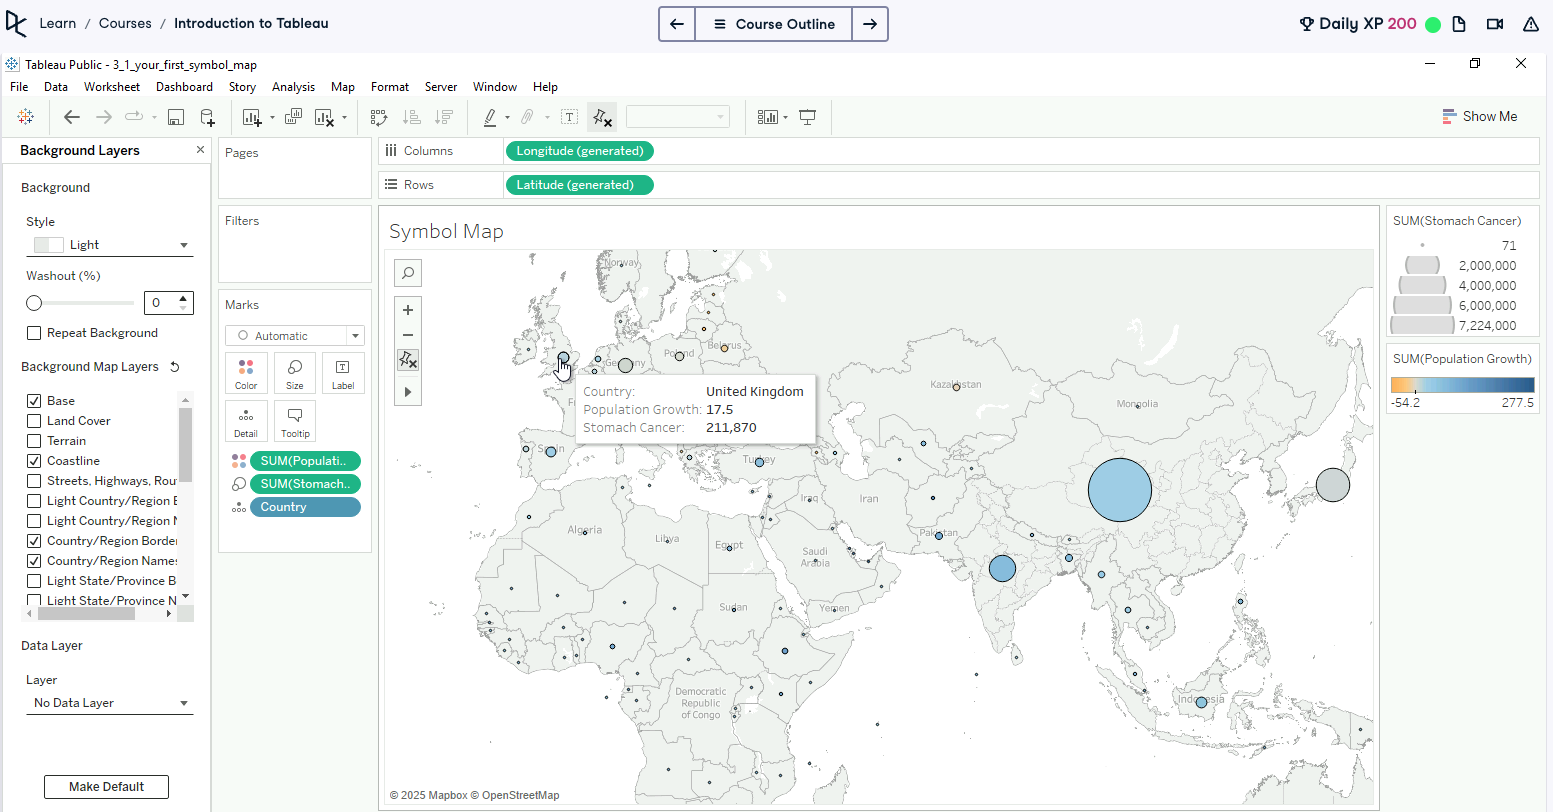 Learn / Courses / Introduction to Tableau
Course Outline
Daily XP 200
Tableau Public - 3_1_your_first_symbol_map
File Data Worksheet Dashboard Story Analysis Map Format Server Window Help
Show Me
Background Layers
Background
Style
Light
Washout (%)
0
Repeat Background
Background Map Layers
Base
Land Cover
Terrain
Coastline
Streets, Highways, Rou
Light Country/Region B
Light Country/Region N
Country/Region Border
Country/Region Names
Light State/Province B
Light State/Province N
Data Layer
Layer
No Data Layer
Make Default
Pages
Filters
Marks
Automatic
Color
Size
Label
Detail
Tooltip
SUM(Populati..
SUM(Stomach..
Country
Columns
Longitude (generated)
Rows
Latitude (generated)
Symbol Map
Norway
Belarus
Poland
Germany
Kazakhstan
Mongolia
Country: United Kingdom
Population Growth: 17.5
Stomach Cancer: 211,870
Spain
Turkey
Iraq
Iran
Algeria
Libya
Egypt
Pakistan
Saudi
Arabia
Sudan
Yemen
Democratic
Republic
of Congo
Indonesia
© 2025 Mapbox © OpenStreetMap
SUM(Stomach Cancer)
71
2,000,000
4,000,000
6,000,000
7,224,000
SUM(Population Growth)
-54.2
277.5